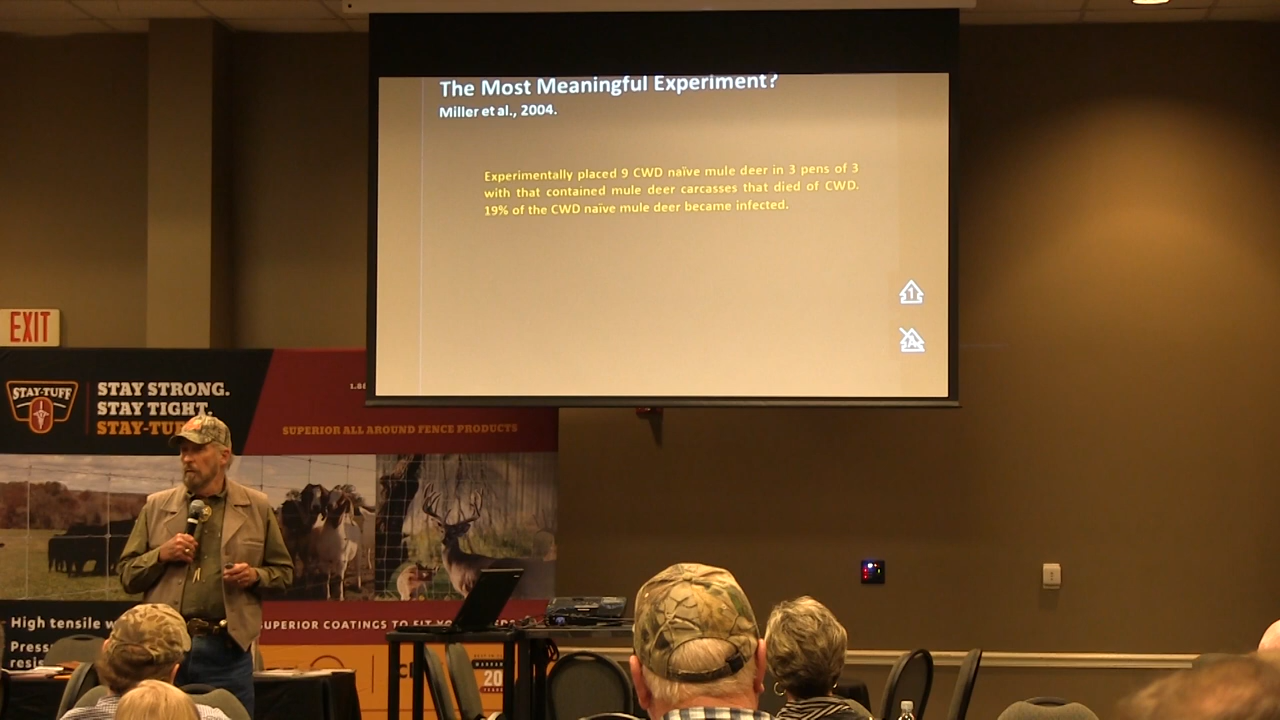 The Most Meaningful Experiment?
Miller et al., 2004.
Experimentally placed 9 CWD naïve mule deer in 3 pens of 3
with that contained mule deer carcasses that died of CWD.
19% of the CWD naïve mule deer became infected.
1
A
EXIT
STAY-TUFF
STAY STRONG.
STAY TIGHT.
SUPERIOR ALL AROUND FENCE PRODUCTS
High tensile
SUPERIOR COATINGS TO FIT
20